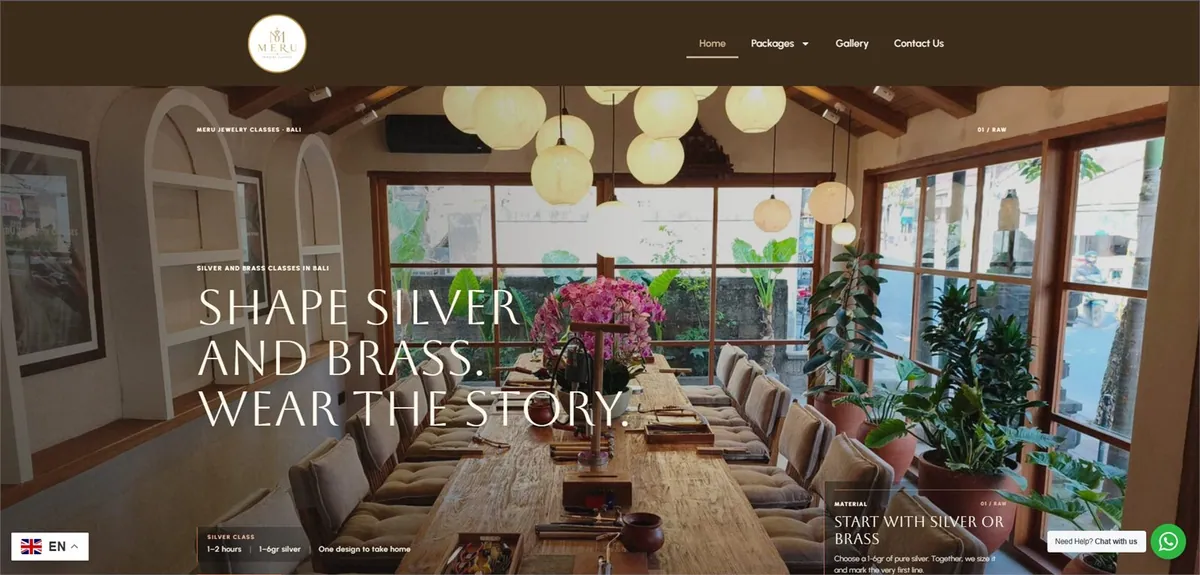 MERU
Home
Packages
Gallery
Contact Us
MERU JEWELRY CLASSES · BALI
01 / RAW
SILVER AND BRASS CLASSES IN BALI
SHAPE SILVER
AND BRASS.
WEAR THE STORY.
SILVER CLASS
1–2 hours | 1–6gr silver | One design to take home
MATERIAL
01 / RAW
START WITH SILVER OR
BRASS
Choose a 1–6gr of pure silver. Together, we size it
and mark the very first line.
EN
Need Help? Chat with us